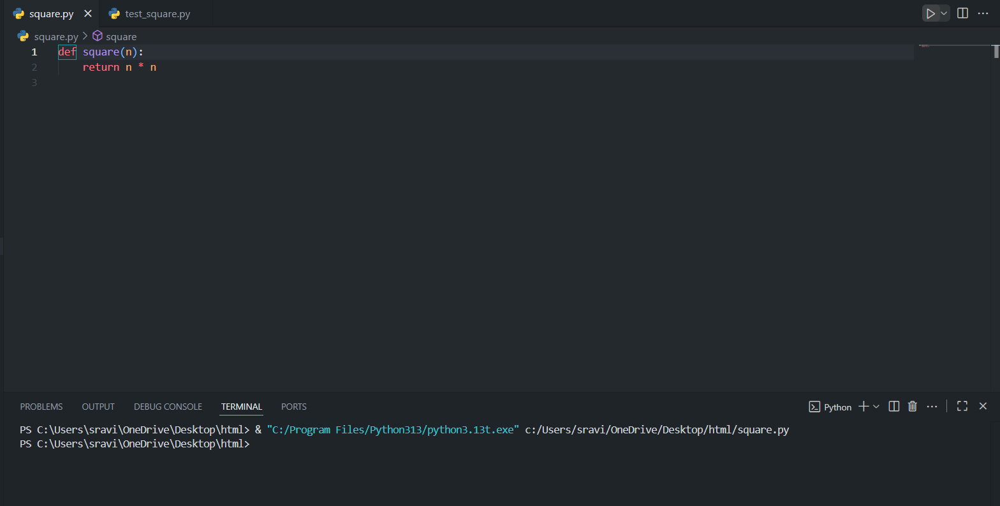 square.py
test_square.py
square.py > square
1 def square(n):
2     return n * n
3
PROBLEMS OUTPUT DEBUG CONSOLE TERMINAL PORTS
Python
PS C:\Users\sravi\OneDrive\Desktop\html> & "C:/Program Files/Python313/python3.13t.exe" c:/Users/sravi/OneDrive/Desktop/html/square.py
PS C:\Users\sravi\OneDrive\Desktop\html>